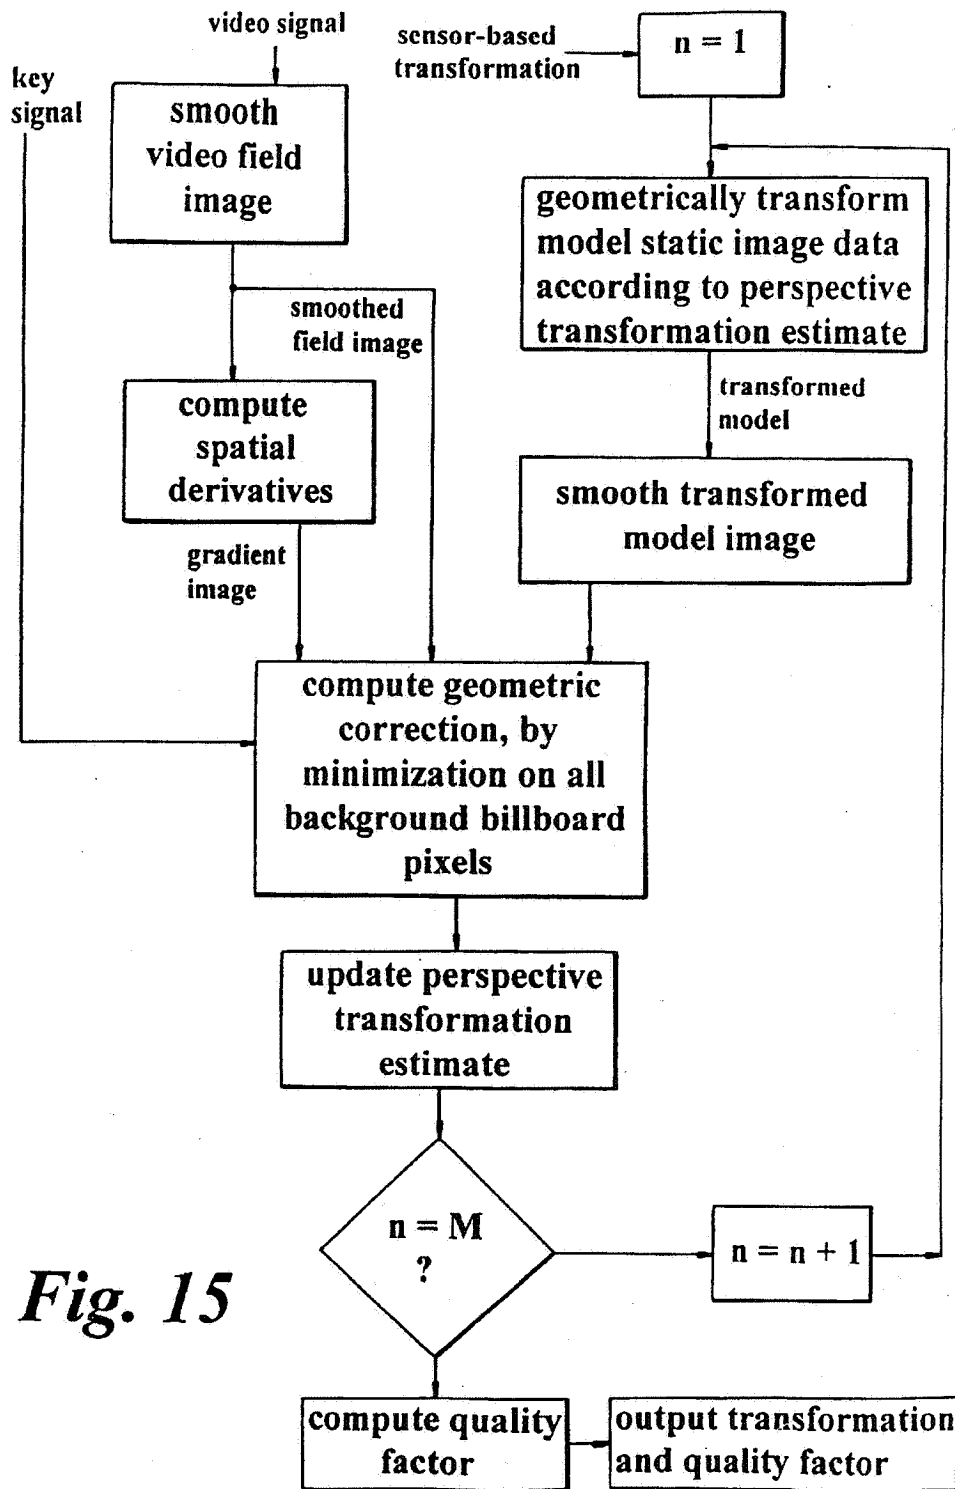 video signal
sensor-based
transformation
n = 1
key
signal
smooth
video field
image
geometrically transform
model static image data
according to perspective
transformation estimate
smoothed
field image
compute
spatial
derivatives
transformed
model
smooth transformed
model image
gradient
image
compute geometric
correction, by
minimization on all
background billboard
pixels
update perspective
transformation
estimate
n = M
?
n = n + 1
Fig. 15
compute quality
factor
output transformation
and quality factor